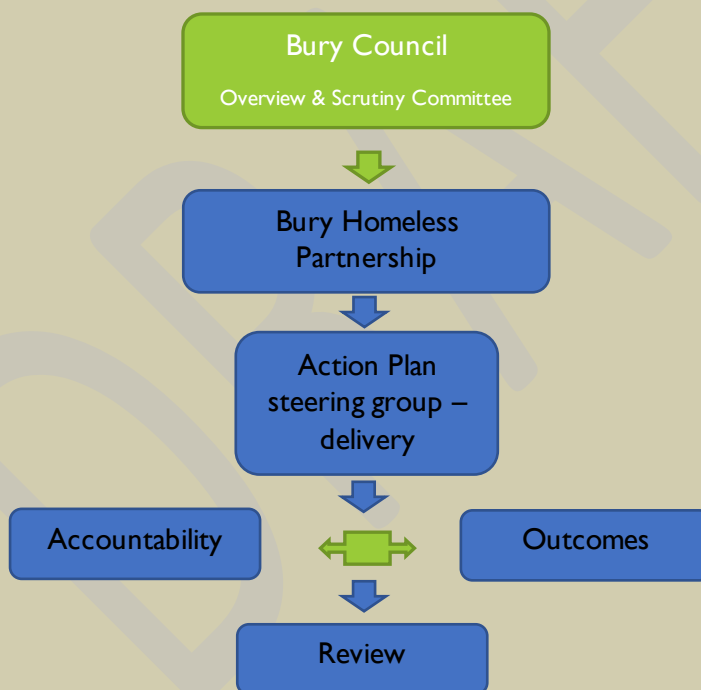 Bury Council
Overview & Scrutiny Committee
Bury Homeless
Partnership
Action Plan
steering group –
delivery
Accountability
Outcomes
Review